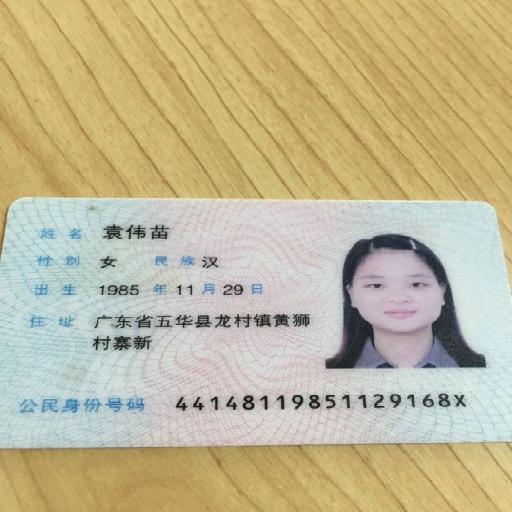 姓名 袁伟苗
性别 女 民族 汉
出生 1985 年 11 月 29 日
住址 广东省五华县龙村镇黄狮
村寨新
公民身份号码 44148119851129168X